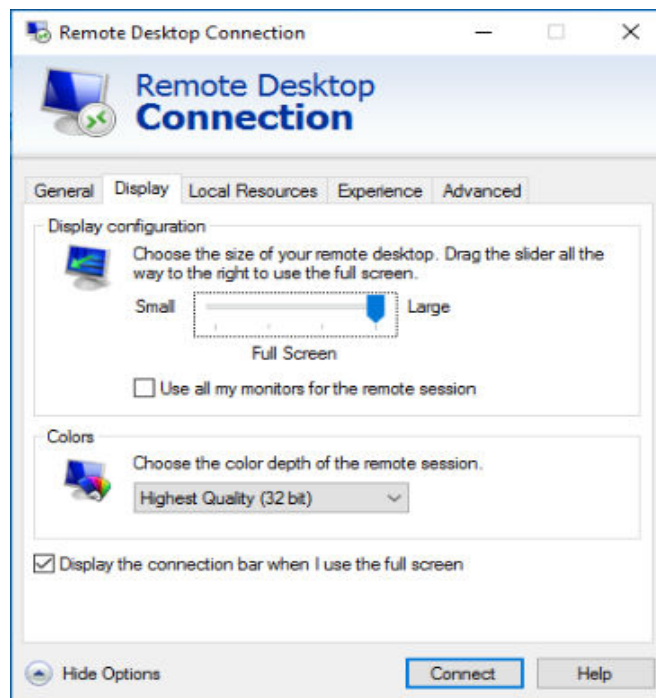 Remote Desktop Connection
Remote Desktop
Connection
General Display Local Resources Experience Advanced
Display configuration
Choose the size of your remote desktop. Drag the slider all the
way to the right to use the full screen.
Small Large
Full Screen
Use all my monitors for the remote session
Colors
Choose the color depth of the remote session.
Highest Quality (32 bit)
Display the connection bar when I use the full screen
Hide Options Connect Help